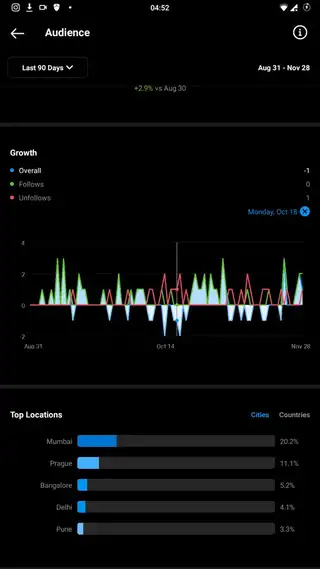 04:52
Audience
Last 90 Days
Aug 31 - Nov 28
+2.9% vs Aug 30
Growth
Overall -1
Follows 0
Unfollows 1
Monday, Oct 18
4
2
0
-2
Aug 31 Oct 14 Nov 28
Top Locations Cities Countries
Mumbai 20.2%
Prague 11.1%
Bangalore 5.2%
Delhi 4.1%
Pune 3.3%